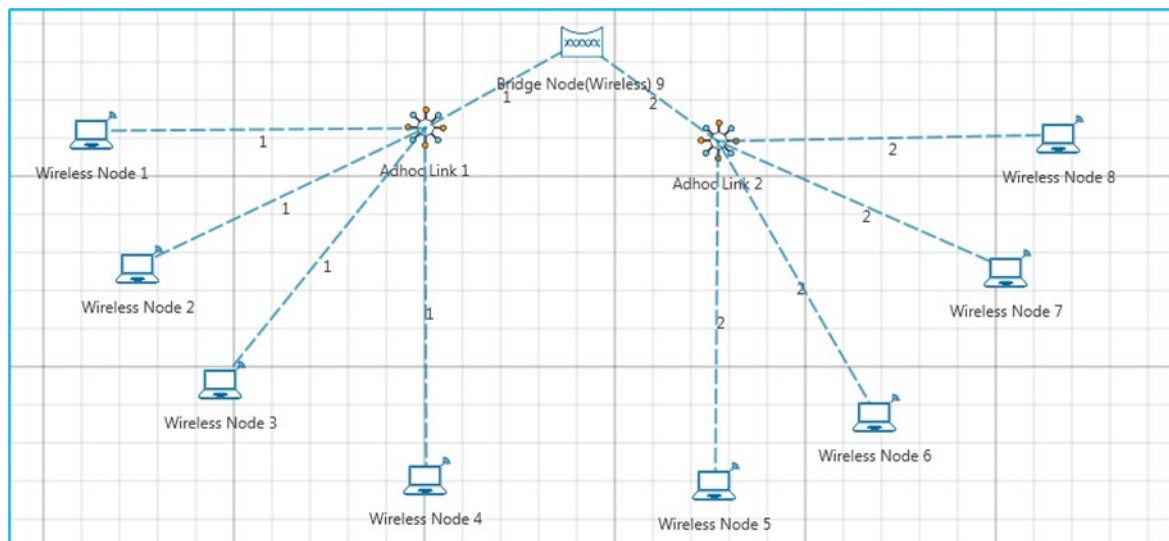 Bridge Node(Wireless) 9
1
2
1
Wireless Node 1
Adhoc Link 1
2
Adhoc Link 2
Wireless Node 8
1
2
1
2
Wireless Node 2
Wireless Node 7
1
2
Wireless Node 3
Wireless Node 6
Wireless Node 4
Wireless Node 5